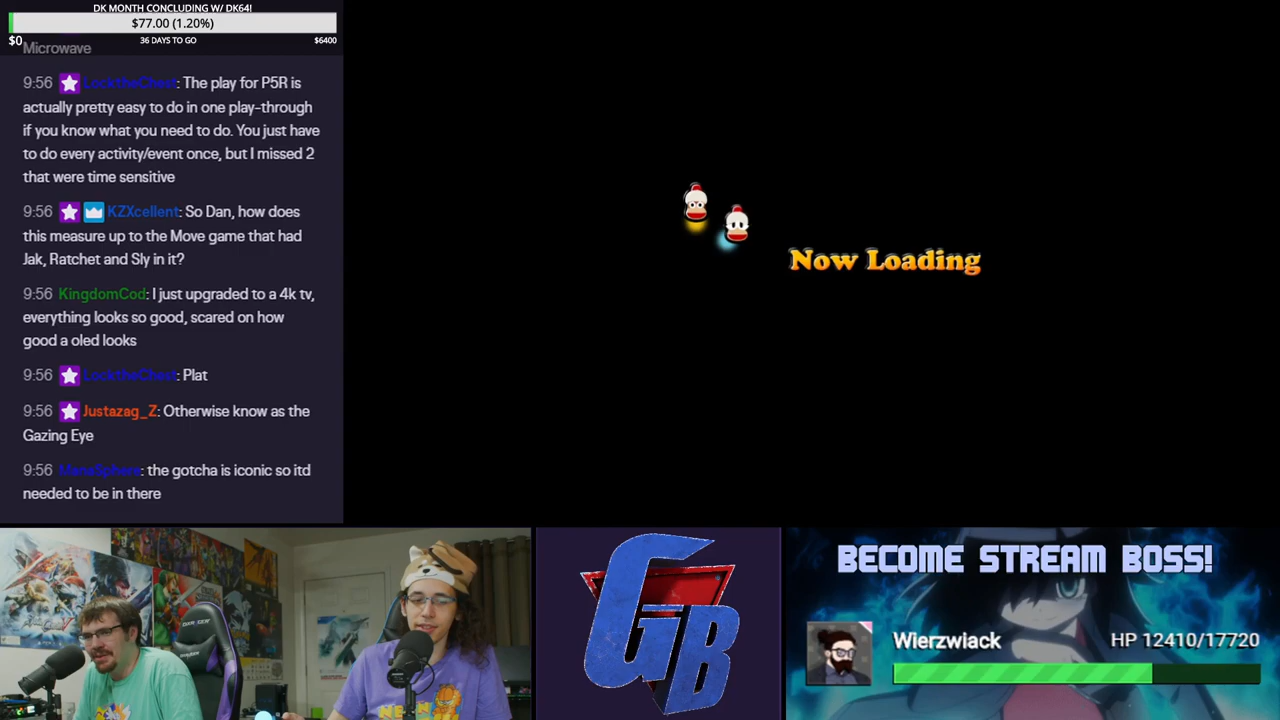 DK MONTH CONCLUDING W/ DK64!
$77.00 (1.20%)
$0 36 DAYS TO GO $6400
Microwave
9:56 LocktheChest: The play for P5R is
actually pretty easy to do in one play-through
if you know what you need to do. You just have
to do every activity/event once, but I missed 2
that were time sensitive
9:56 KZXcellent: So Dan, how does
this measure up to the Move game that had
Jak, Ratchet and Sly in it?
9:56 KingdomCod: I just upgraded to a 4k tv,
everything looks so good, scared on how
good a oled looks
9:56 LocktheChest: Plat
9:56 Justazag_Z: Otherwise know as the
Gazing Eye
9:56 ManaSphere: the gotcha is iconic so itd
needed to be in there
Now Loading
GB
BECOME STREAM BOSS!
Wierzwiack HP 12410/17720